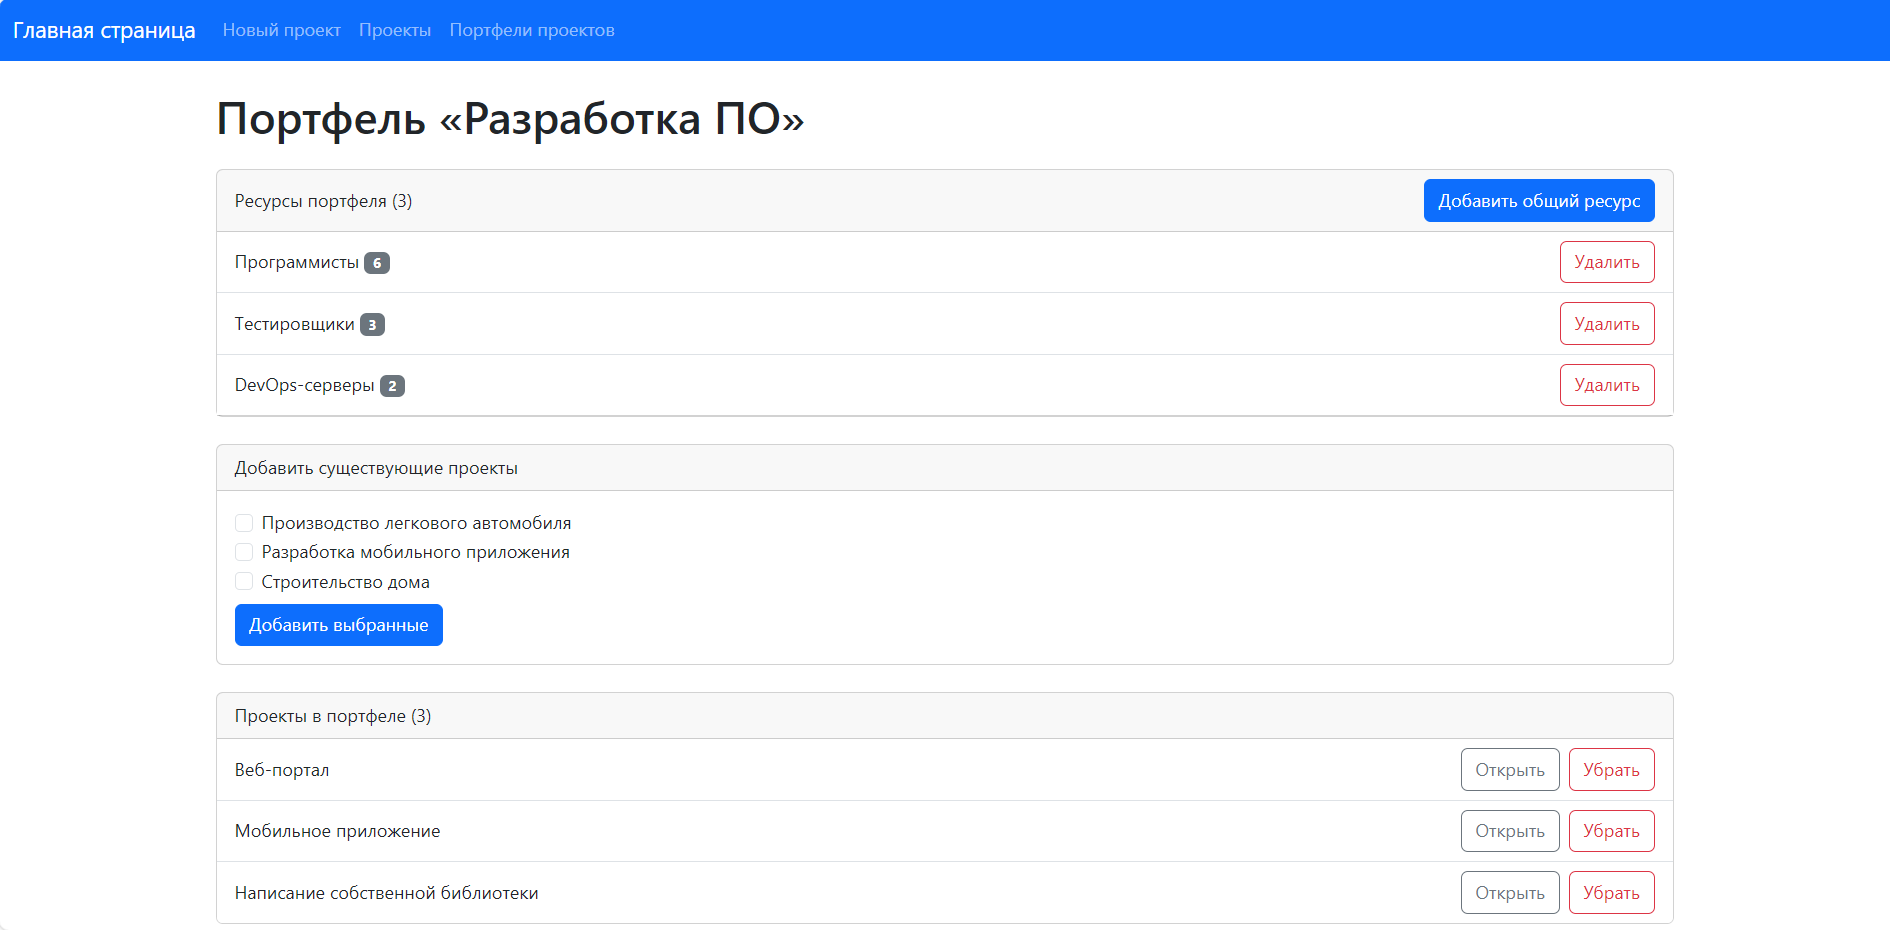 Главная страница Новый проект Проекты Портфели проектов
Портфель «Разработка ПО»
Ресурсы портфеля (3) Добавить общий ресурс
Программисты 6 Удалить
Тестировщики 3 Удалить
DevOps-серверы 2 Удалить
Добавить существующие проекты
Производство легкового автомобиля
Разработка мобильного приложения
Строительство дома
Добавить выбранные
Проекты в портфеле (3)
Веб-портал Открыть Убрать
Мобильное приложение Открыть Убрать
Написание собственной библиотеки Открыть Убрать